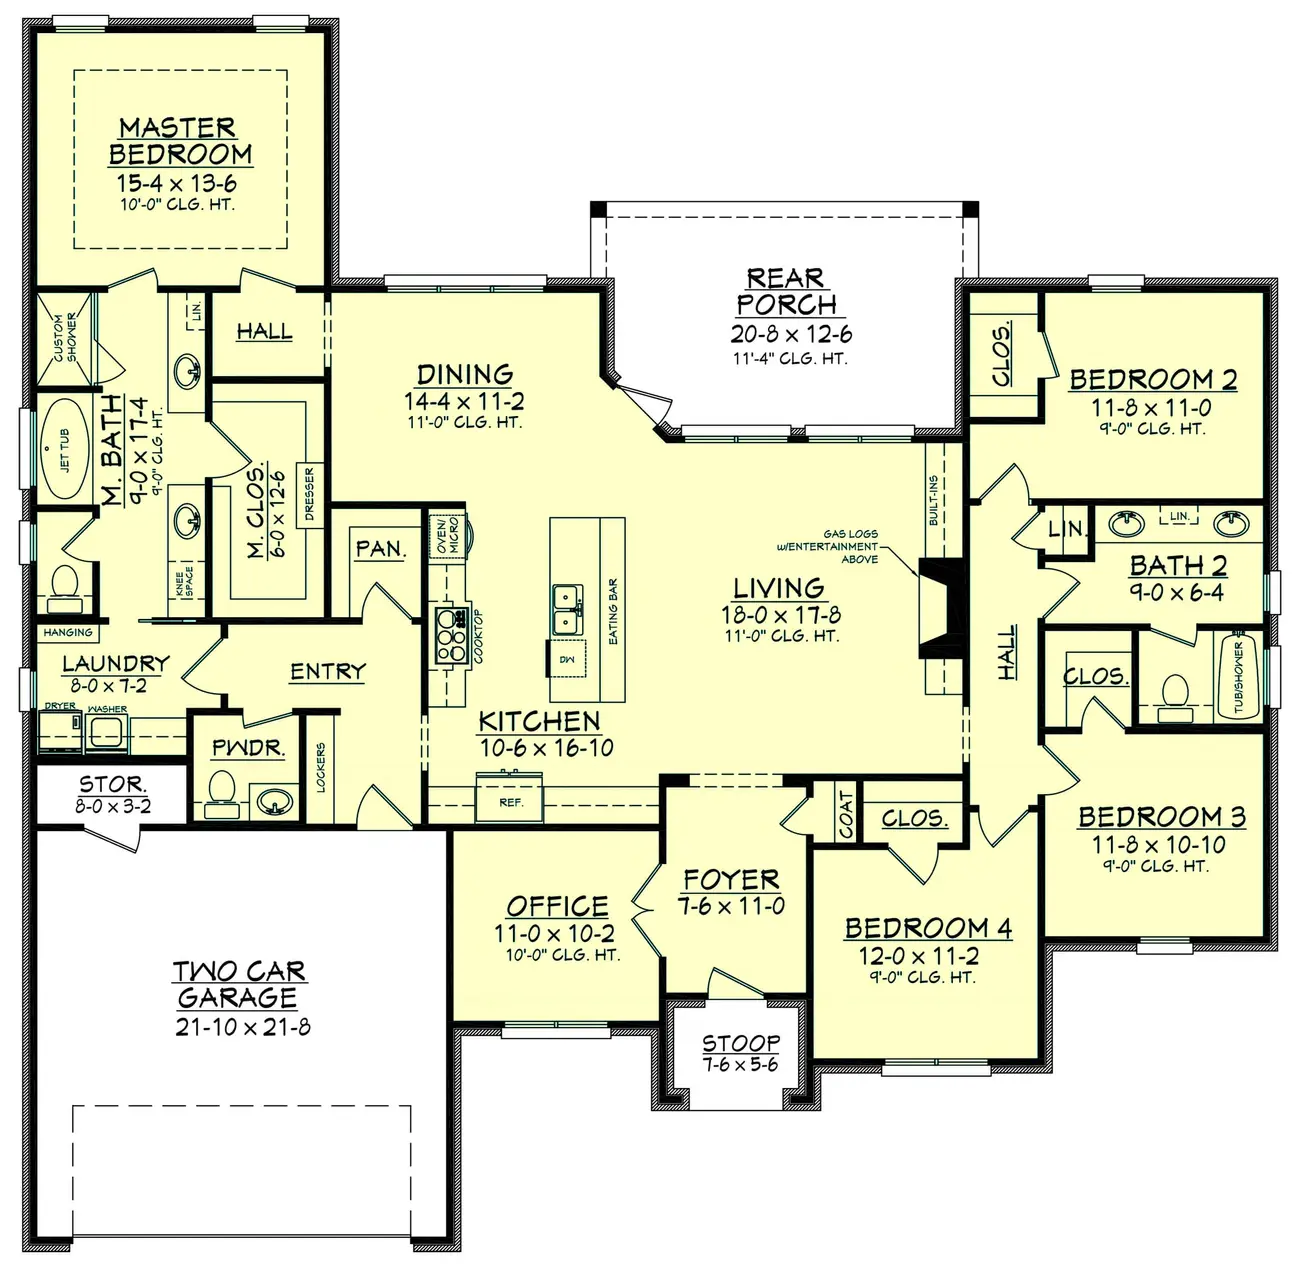 MASTER
BEDROOM
15-4 x 13-6
10'-0" CLG. HT.
REAR
PORCH
20-8 x 12-6
11'-4" CLG. HT.
CUSTOM
SHOWER
LIN.
HALL
DINING
14-4 x 11-2
11'-0" CLG. HT.
CLOS.
BEDROOM 2
11-8 x 11-0
9'-0" CLG. HT.
JET TUB
M. BATH
9-0 x 17-4
9'-0" CLG. HT.
M. CLOS.
6-0 x 12-6
DRESSER
KNEE
SPACE
PAN.
OVEN/
MICRO
COOKTOP
EATING BAR
DW
BUILT-INS
GAS LOGS
w/ENTERTAINMENT
ABOVE
LIVING
18-0 x 17-8
11'-0" CLG. HT.
LIN.
LIN.
BATH 2
9-0 x 6-4
HALL
CLOS.
TUB/SHOWER
HANGING
LAUNDRY
8-0 x 7-2
DRYER
WASHER
ENTRY
PWDR.
LOCKERS
KITCHEN
10-6 x 16-10
REF.
STOR.
8-0 x 3-2
COAT
CLOS.
BEDROOM 3
11-8 x 10-10
9'-0" CLG. HT.
OFFICE
11-0 x 10-2
10'-0" CLG. HT.
FOYER
7-6 x 11-0
BEDROOM 4
12-0 x 11-2
9'-0" CLG. HT.
TWO CAR
GARAGE
21-10 x 21-8
STOOP
7-6 x 5-6